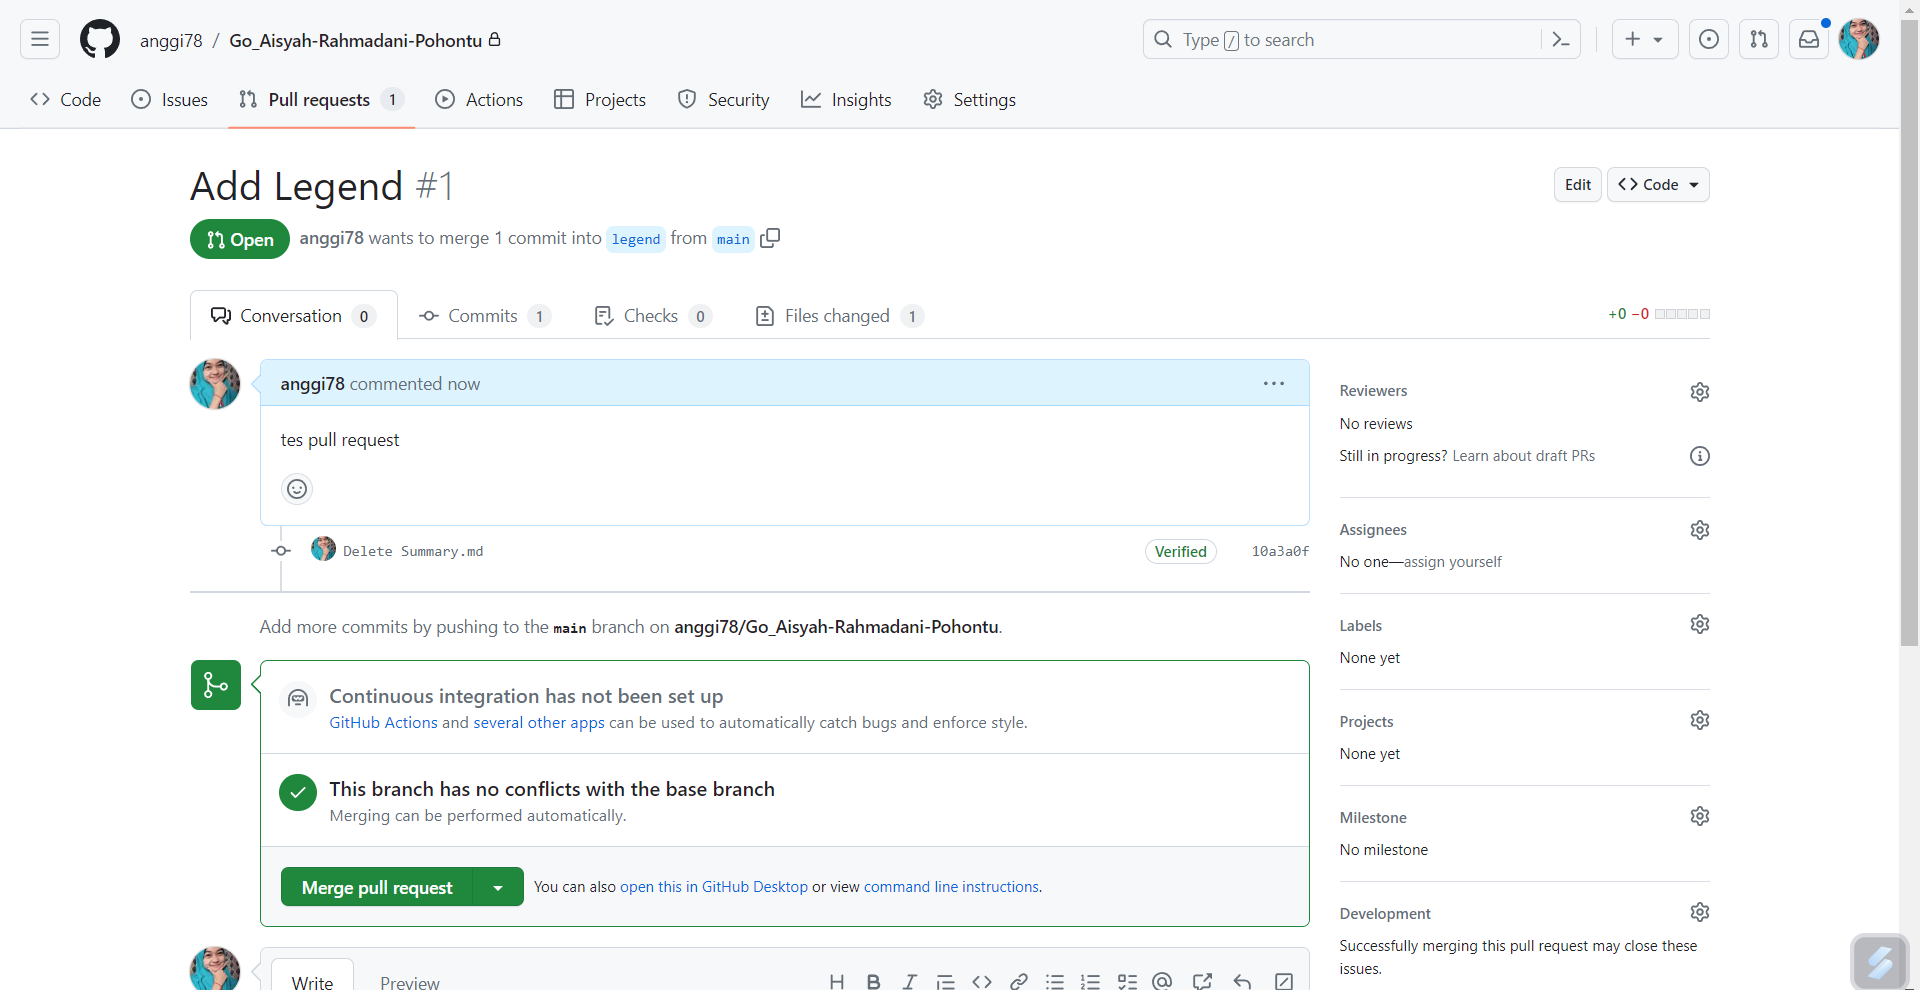 anggi78 / Go_Aisyah-Rahmadani-Pohontu
Type / to search
Code Issues Pull requests 1 Actions Projects Security Insights Settings
Add Legend #1
Edit Code
Open anggi78 wants to merge 1 commit into legend from main
Conversation 0 Commits 1 Checks 0 Files changed 1
+0 −0
anggi78 commented now
tes pull request
Delete Summary.md Verified 10a3a0f
Add more commits by pushing to the main branch on anggi78/Go_Aisyah-Rahmadani-Pohontu.
Continuous integration has not been set up
GitHub Actions and several other apps can be used to automatically catch bugs and enforce style.
This branch has no conflicts with the base branch
Merging can be performed automatically.
Merge pull request You can also open this in GitHub Desktop or view command line instructions.
Write Preview
Reviewers
No reviews
Still in progress? Learn about draft PRs
Assignees
No one—assign yourself
Labels
None yet
Projects
None yet
Milestone
No milestone
Development
Successfully merging this pull request may close these
issues.